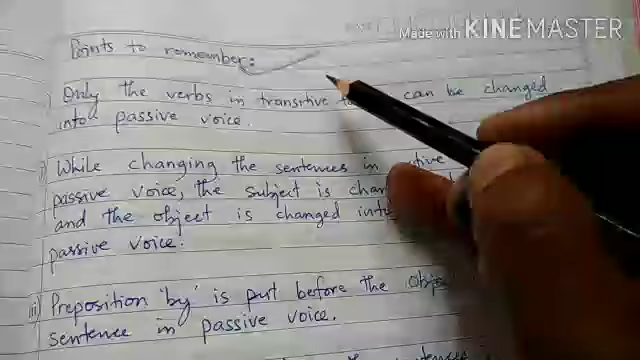 Made with KINEMASTER
Points to remember:
Only the verbs in transitive can be changed
into passive voice.
While changing the sentences in
passive voice, the subject is
and the object is changed
passive voice.
iii) Preposition 'by' is put before the
sentence in passive voice.